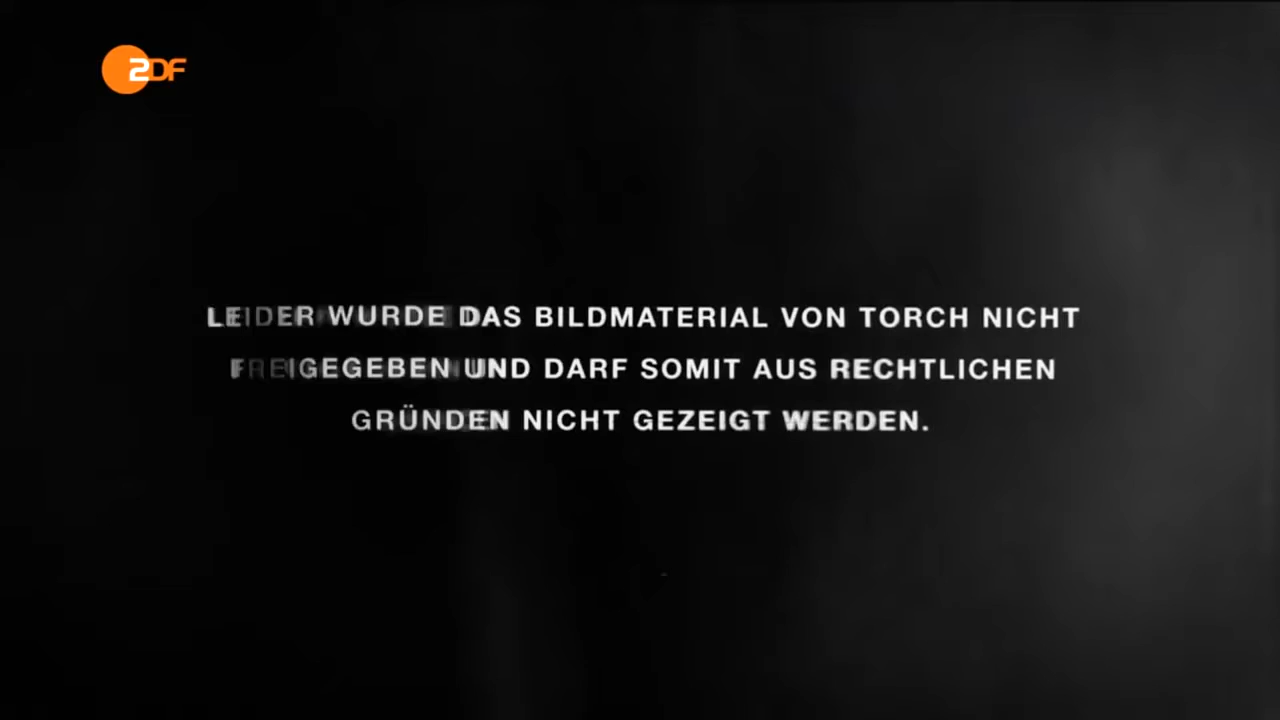 2DF
LEIDER WURDE DAS BILDMATERIAL VON TORCH NICHT
FREIGEGEBEN UND DARF SOMIT AUS RECHTLICHEN
GRÜNDEN NICHT GEZEIGT WERDEN.